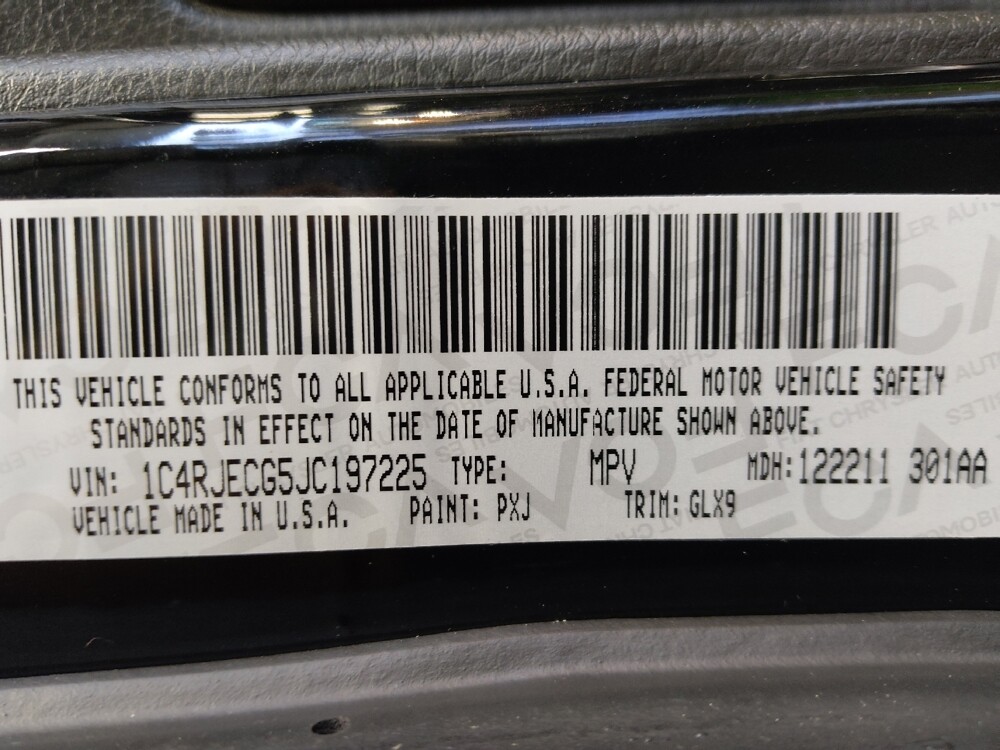 THIS VEHICLE CONFORMS TO ALL APPLICABLE U.S.A. FEDERAL MOTOR VEHICLE SAFETY
STANDARDS IN EFFECT ON THE DATE OF MANUFACTURE SHOWN ABOVE.
VIN: 1C4RJECG5JC197225 TYPE: MPV MDH:122211 301AA
VEHICLE MADE IN U.S.A. PAINT: PXJ TRIM: GLX9